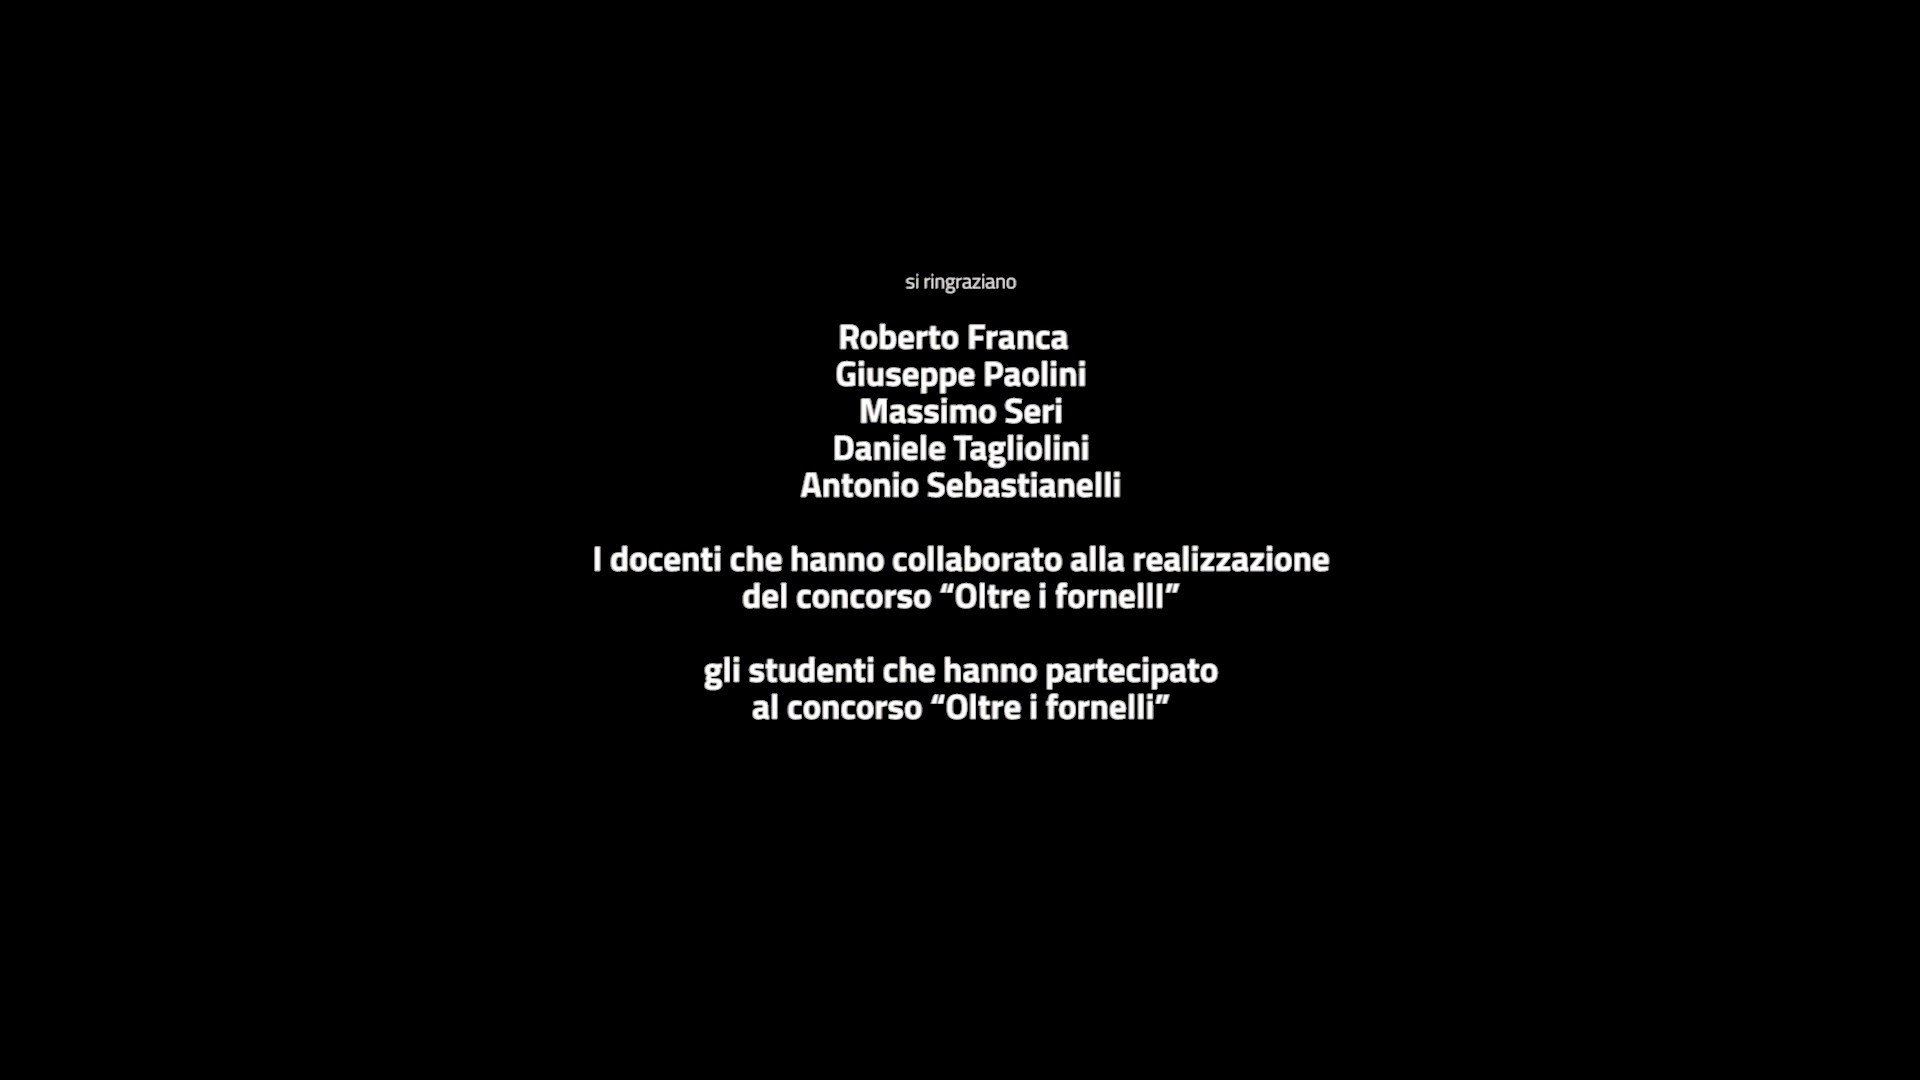 si ringraziano
Roberto Franca
Giuseppe Paolini
Massimo Seri
Daniele Tagliolini
Antonio Sebastianelli
I docenti che hanno collaborato alla realizzazione
del concorso “Oltre i fornellI”
gli studenti che hanno partecipato
al concorso “Oltre i fornelli”